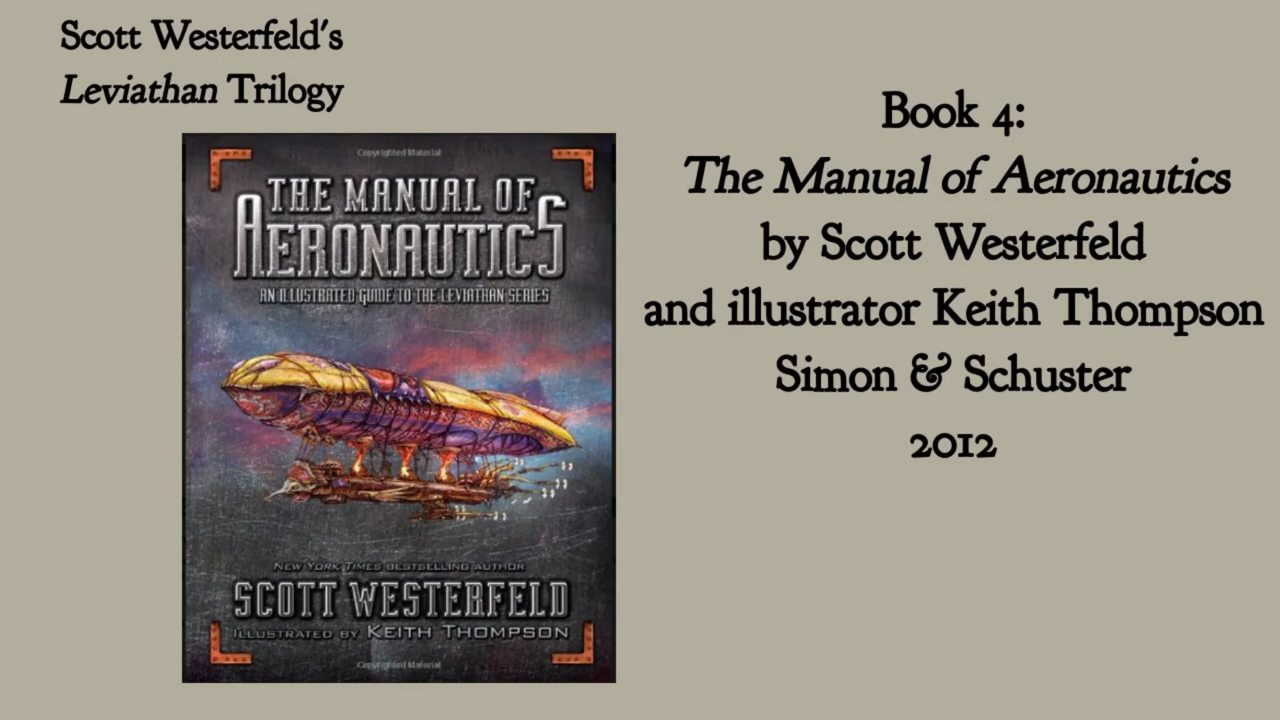 Scott Westerfeld's
Leviathan Trilogy
Copyrighted Material
THE MANUAL OF
AERONAUTICS
AN ILLUSTRATED GUIDE TO THE LEVIATHAN SERIES
NEW YORK TIMES BESTSELLING AUTHOR
SCOTT WESTERFELD
ILLUSTRATED BY KEITH THOMPSON
Copyrighted Material
Book 4:
The Manual of Aeronautics
by Scott Westerfeld
and illustrator Keith Thompson
Simon & Schuster
2012